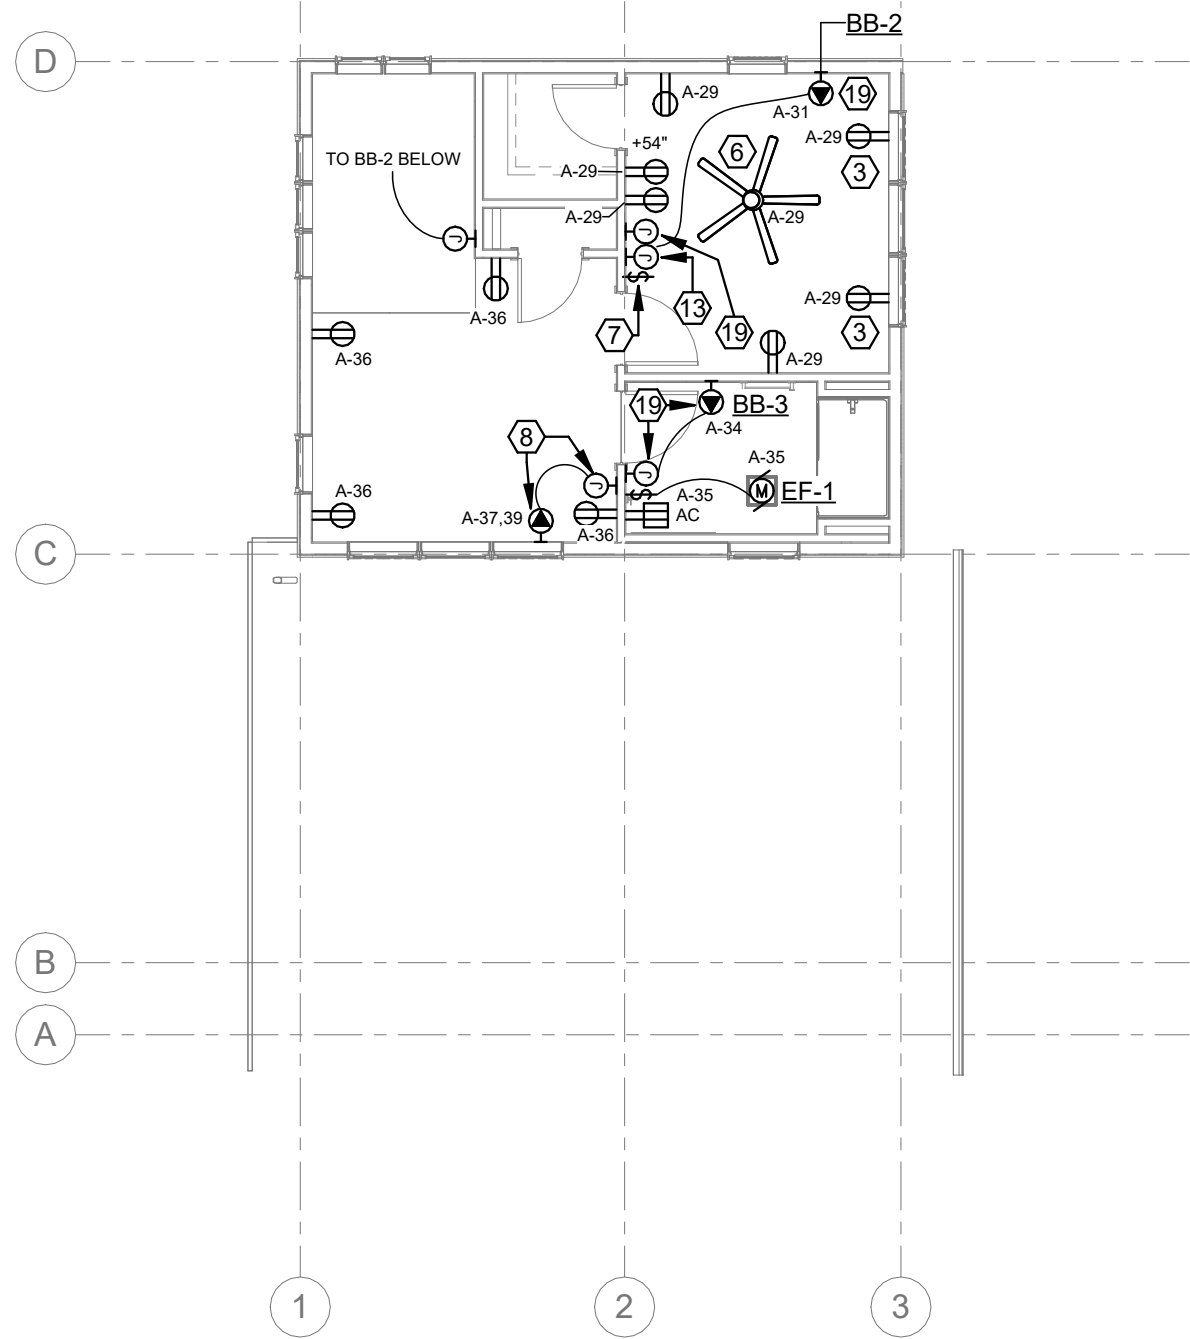 BB-2
D
A-29
19
A-31
+54"
6
A-29
3
TO BB-2 BELOW
A-29
A-29
A-29
J
J
J
$
A-36
13
A-29
7
19
3
A-36
A-29
19
BB-3
A-34
8
A-35
J
J
M
EF-1
A-36
$
A-35
A-37,39
AC
A-36
C
B
A
1
2
3